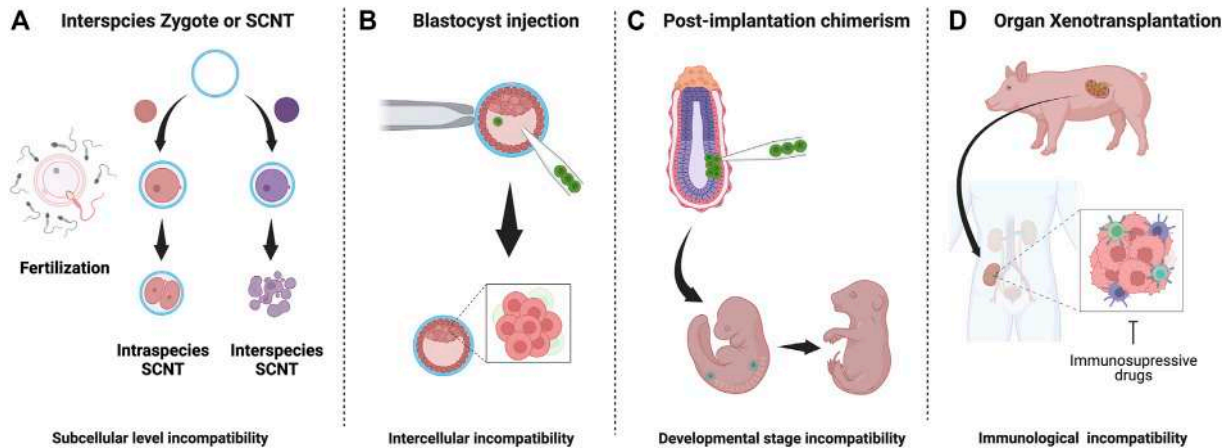 A Interspcies Zygote or SCNT
Fertilization
Intraspecies
SCNT
Interspecies
SCNT
Subcellular level incompatibility
B Blastocyst injection
Intercellular incompatibility
C Post-implantation chimerism
Developmental stage incompatibility
D Organ Xenotransplantation
Immunosupressive
drugs
Immunological incompatibility